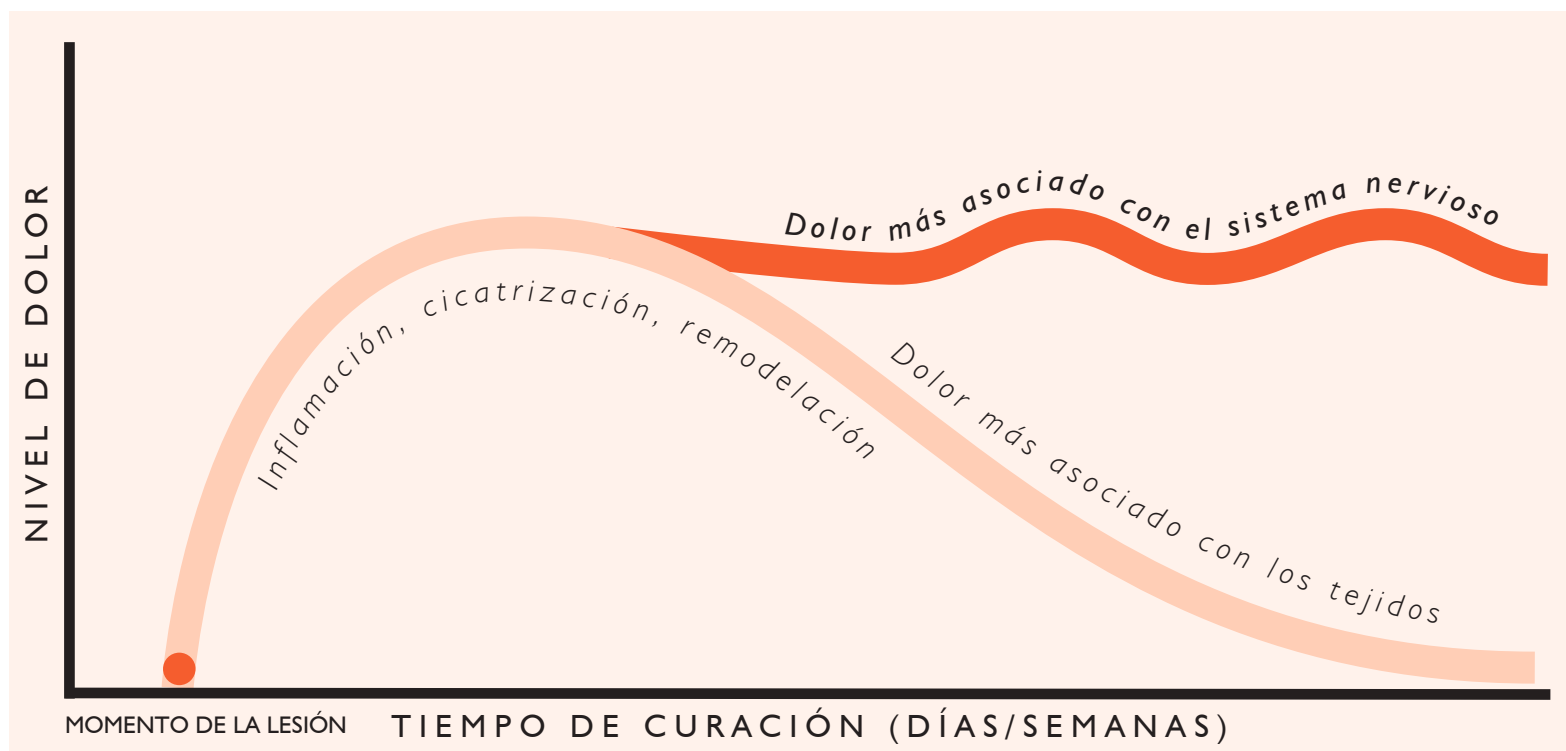 NIVEL DE DOLOR
Dolor más asociado con el sistema nervioso
Inflamación, cicatrización, remodelación
Dolor más asociado con los tejidos
MOMENTO DE LA LESIÓN
TIEMPO DE CURACIÓN (DÍAS/SEMANAS)